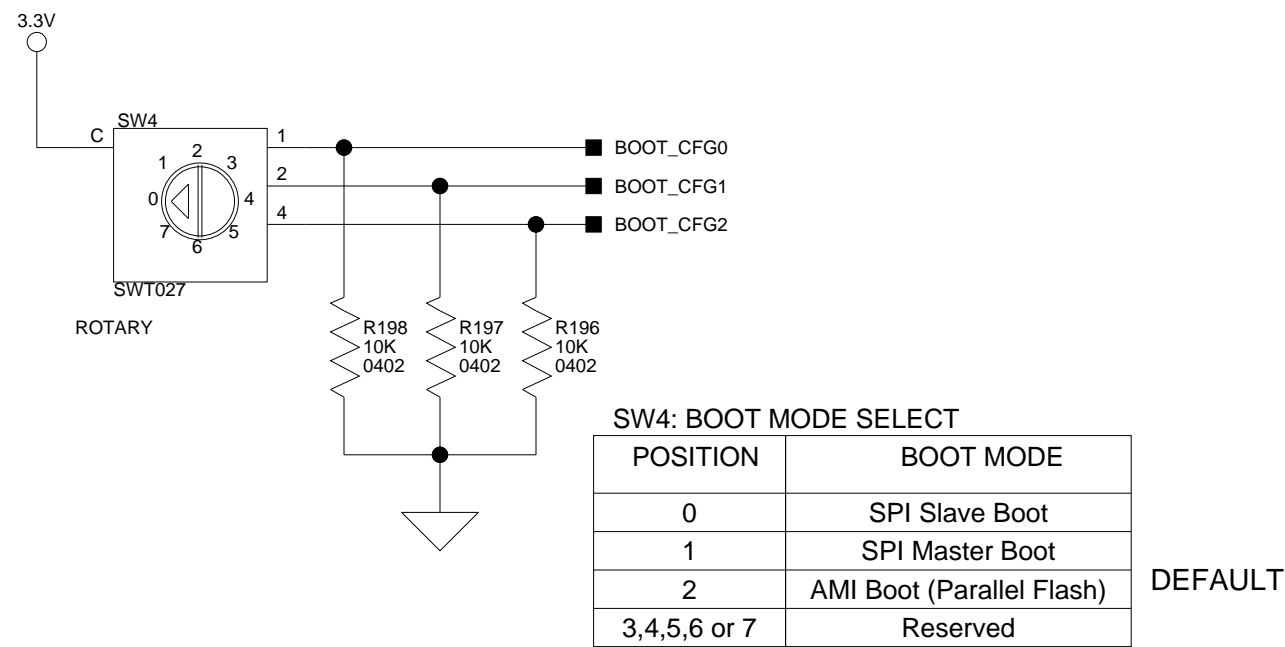 3.3V
SW4
C
1
2
3
0
4
7
6
5
1
2
4
SWT027
ROTARY
BOOT_CFG0
BOOT_CFG1
BOOT_CFG2
R198
10K
0402
R197
10K
0402
R196
10K
0402
SW4: BOOT MODE SELECT
POSITION BOOT MODE
0 SPI Slave Boot
1 SPI Master Boot
2 AMI Boot (Parallel Flash) DEFAULT
3,4,5,6 or 7 Reserved